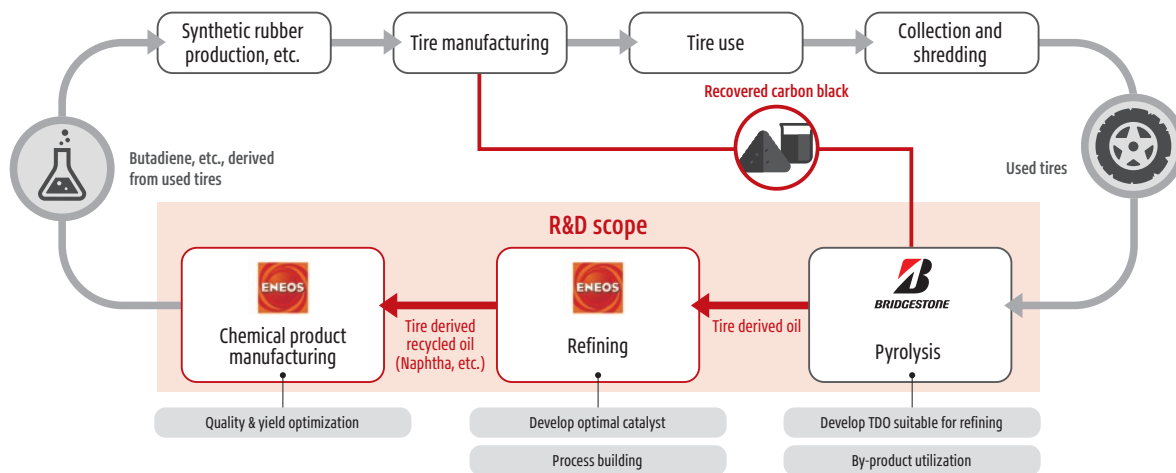 Synthetic rubber
production, etc.
Tire manufacturing
Tire use
Collection and
shredding
Recovered carbon black
Butadiene, etc., derived
from used tires
Used tires
R&D scope
ENEOS
Chemical product
manufacturing
Tire derived
recycled oil
(Naphtha, etc.)
ENEOS
Refining
Tire derived oil
BRIDGESTONE
Pyrolysis
Quality & yield optimization
Develop optimal catalyst
Process building
Develop TDO suitable for refining
By-product utilization